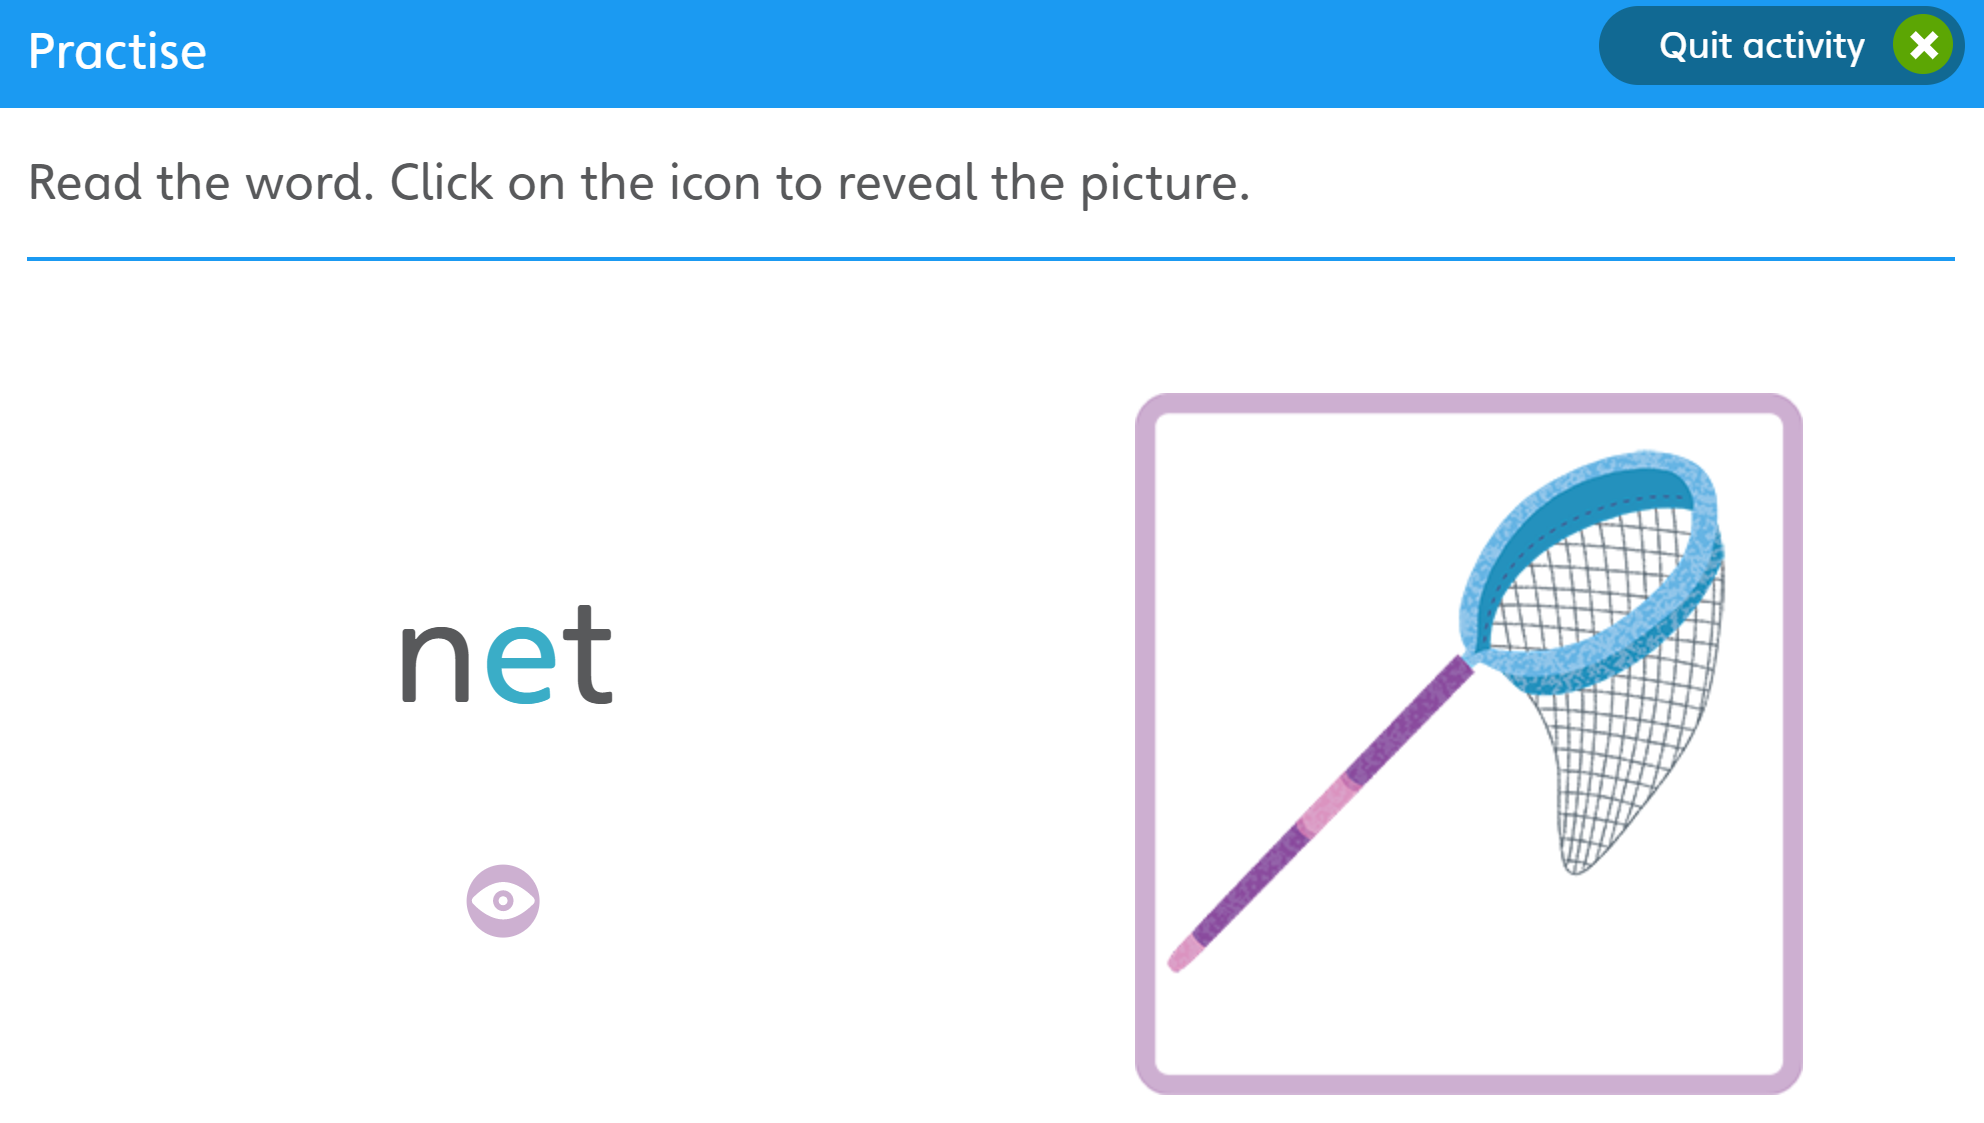 Practise
Quit activity
Read the word. Click on the icon to reveal the picture.
net